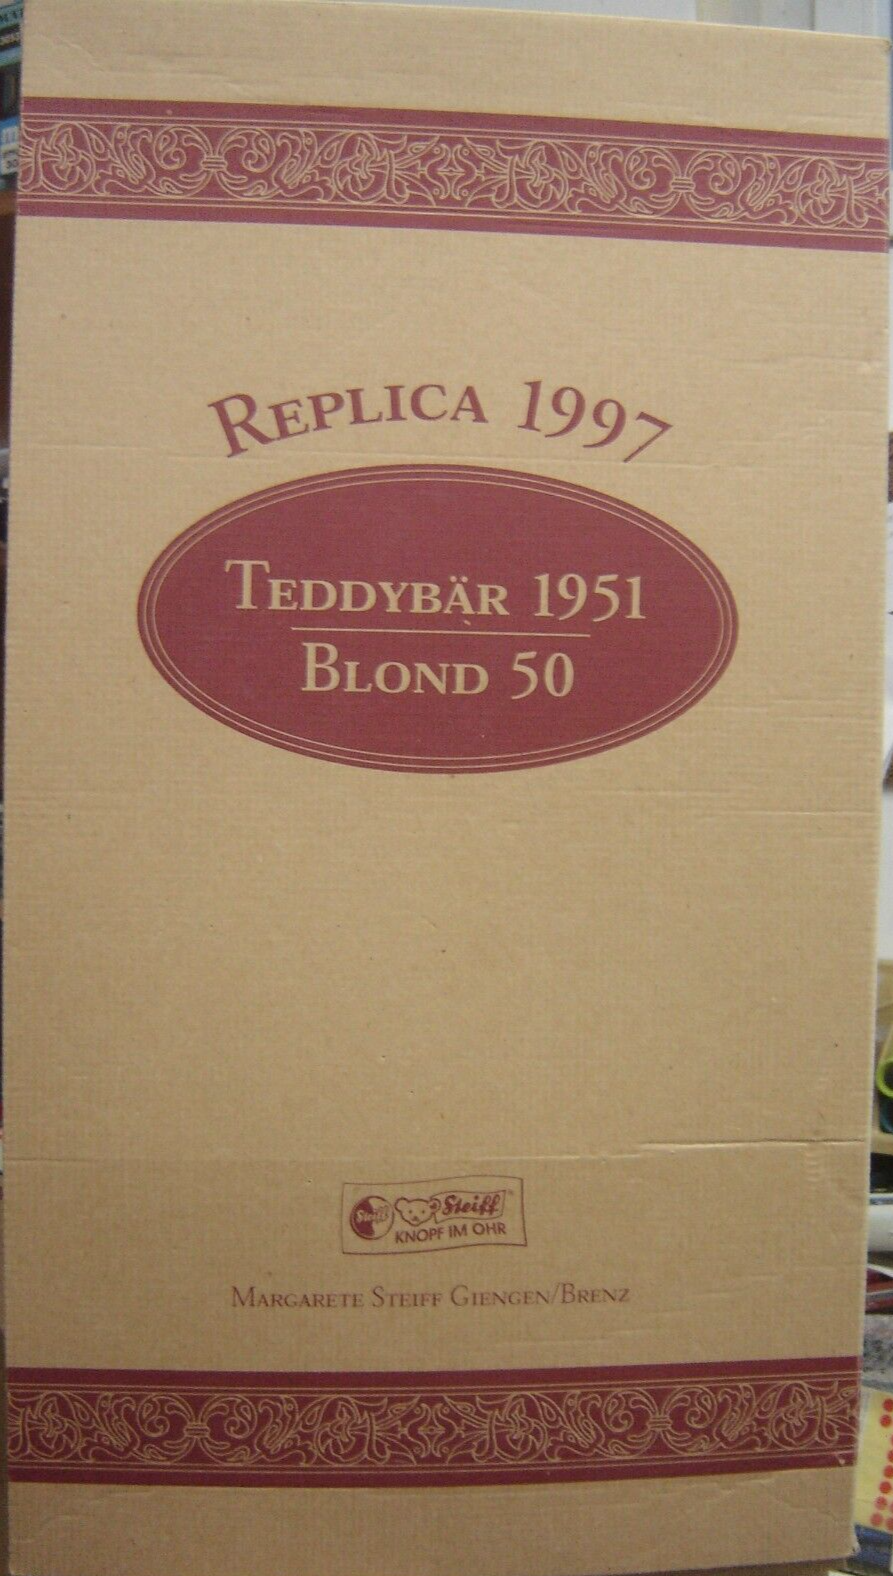 REPLICA 1997
TEDDYBÄR 1951
BLOND 50
Steiff
Steiff
KNOPF IM OHR
MARGARETE STEIFF GIENGEN/BRENZ